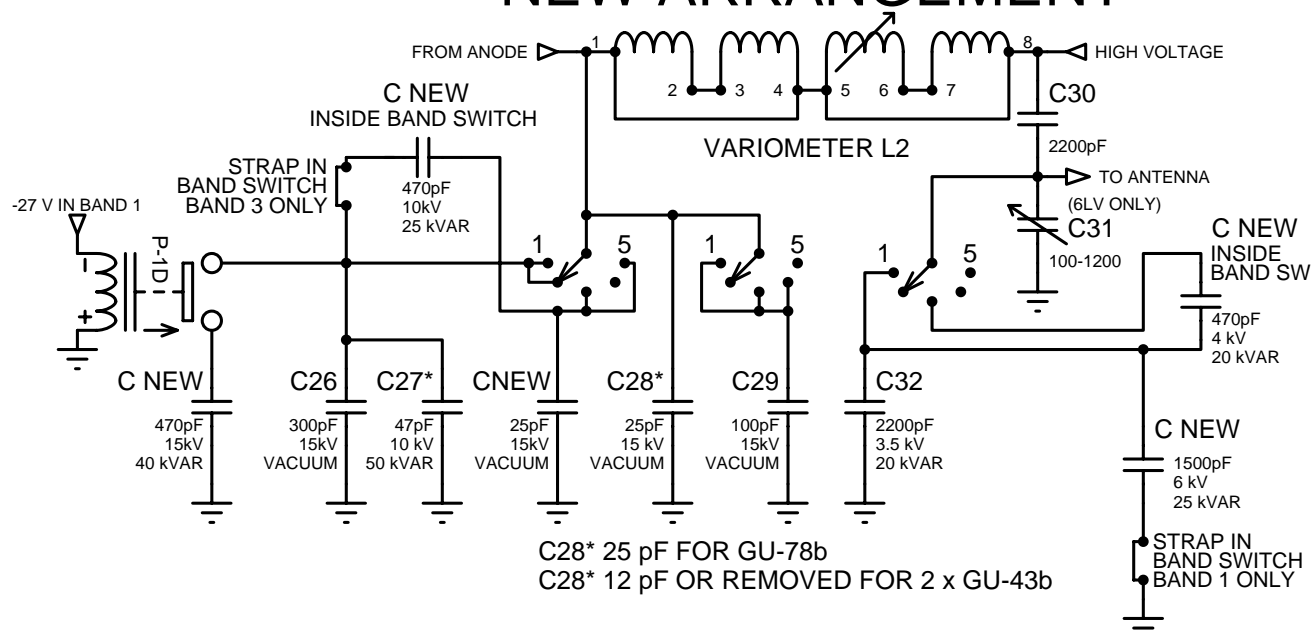 NEW ARRANGEMENT
FROM ANODE
1
8
HIGH VOLTAGE
2
3
4
5
6
7
VARIOMETER L2
C NEW
INSIDE BAND SWITCH
470pF
10kV
25 kVAR
STRAP IN
BAND SWITCH
BAND 3 ONLY
-27 V IN BAND 1
P-1D
-
+
C30
2200pF
TO ANTENNA
(6LV ONLY)
C31
100-1200
C NEW
INSIDE
BAND SW
470pF
4 kV
20 kVAR
1
5
1
5
1
5
C NEW
470pF
15kV
40 kVAR
C26
300pF
15kV
VACUUM
C27*
47pF
10 kV
50 kVAR
CNEW
25pF
15kV
VACUUM
C28*
25pF
15 kV
VACUUM
C29
100pF
15kV
VACUUM
C32
2200pF
3.5 kV
20 kVAR
C NEW
1500pF
6 kV
25 kVAR
STRAP IN
BAND SWITCH
BAND 1 ONLY
C28* 25 pF FOR GU-78b
C28* 12 pF OR REMOVED FOR 2 x GU-43b